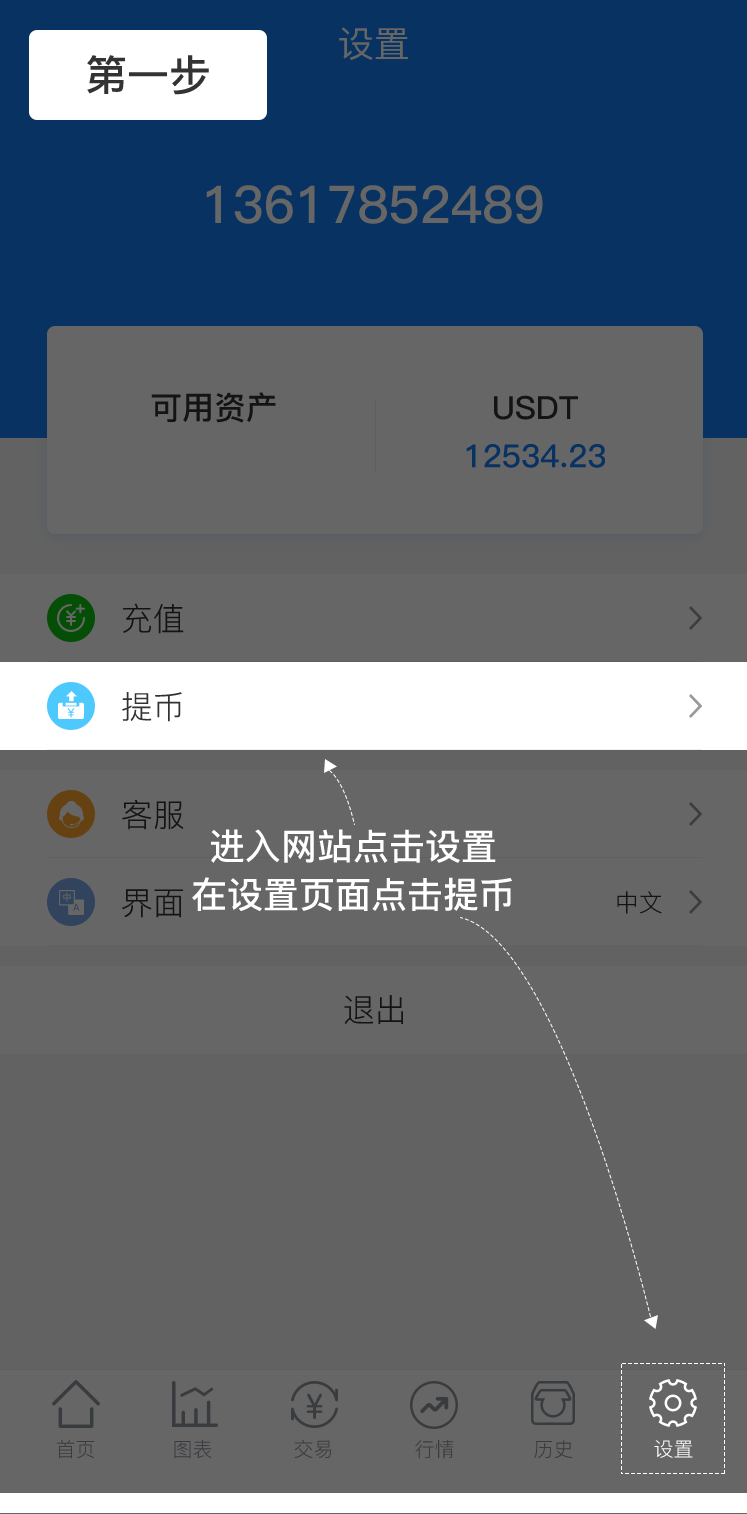 设置
第一步
13617852489
可用资产
USDT
12534.23
充值
提币
客服
进入网站点击设置
界面
在设置页面点击提币
中文
退出
首页
图表
交易
行情
历史
设置